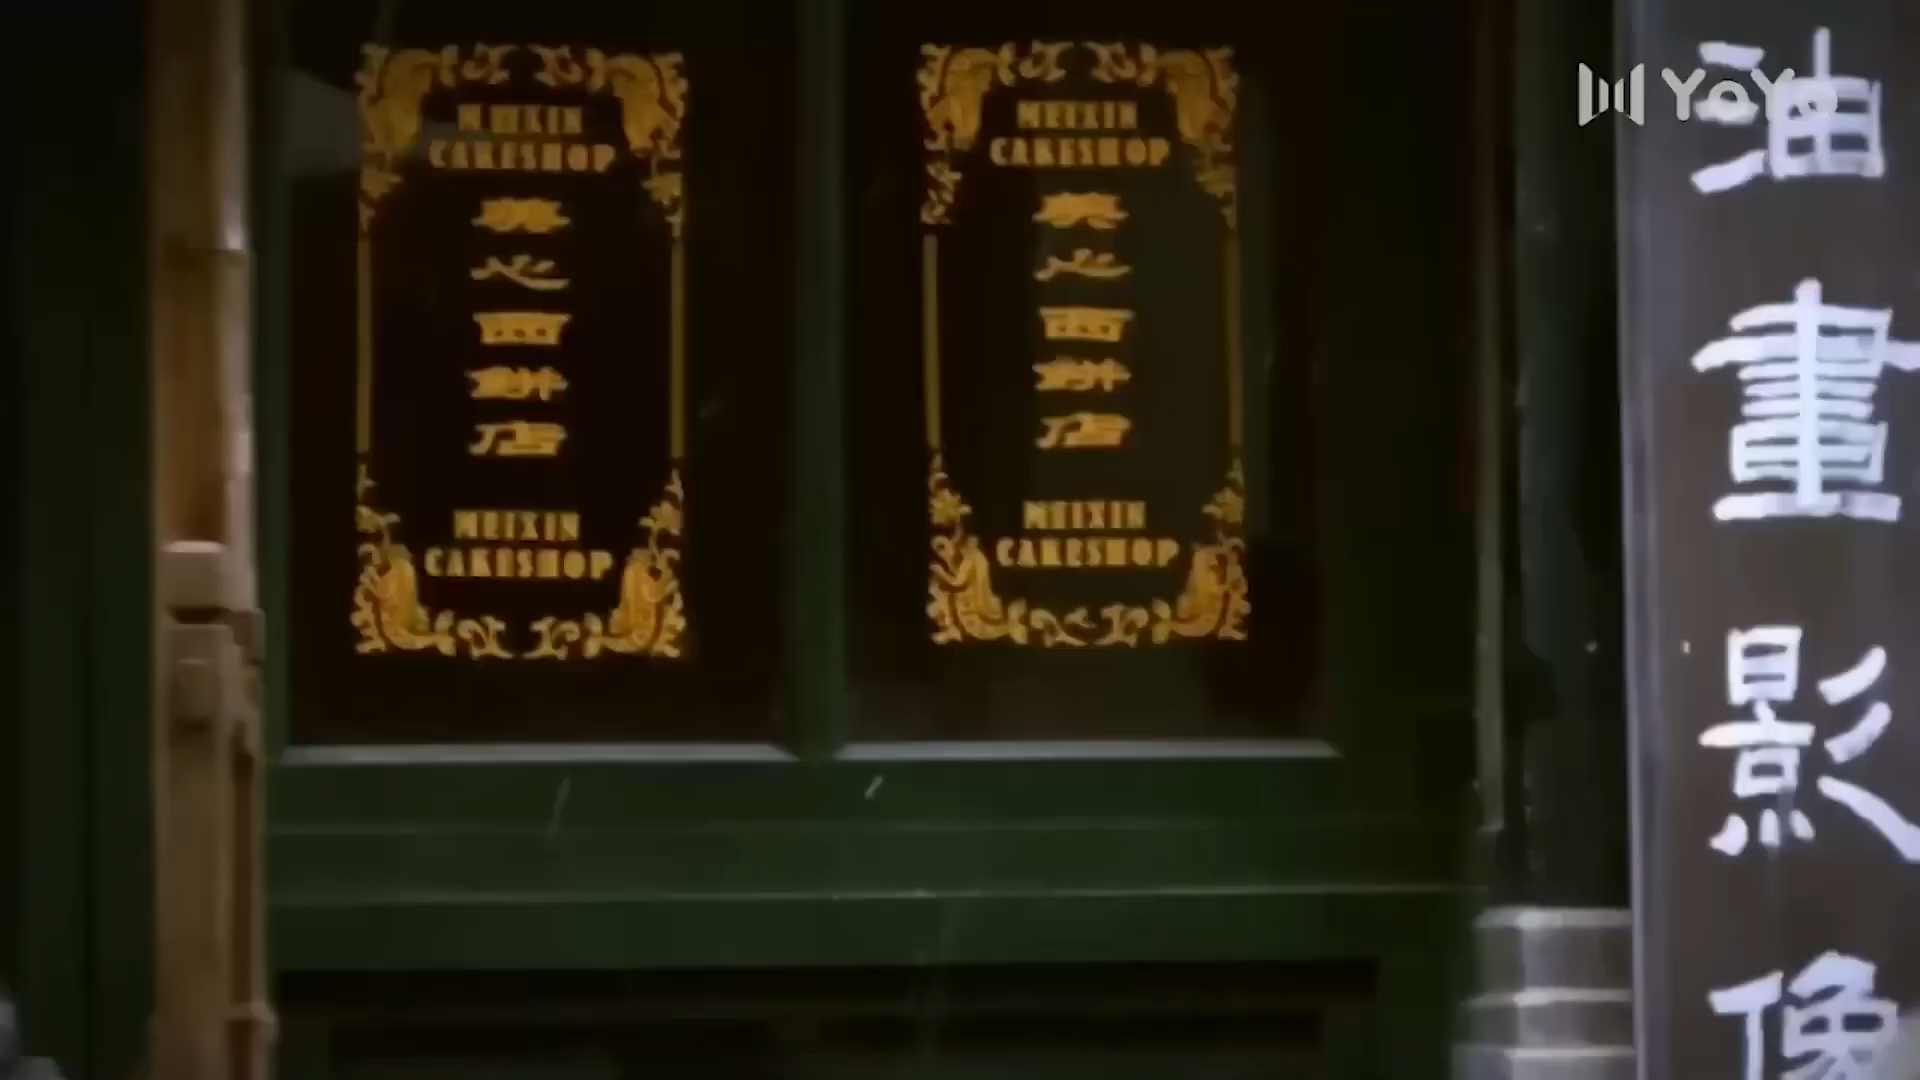 MEIXIN
CAKESHOP
美心西餅店
MEIXIN
CAKESHOP
MEIXIN
CAKESHOP
美心西餅店
MEIXIN
CAKESHOP
YoYo
油畫影像